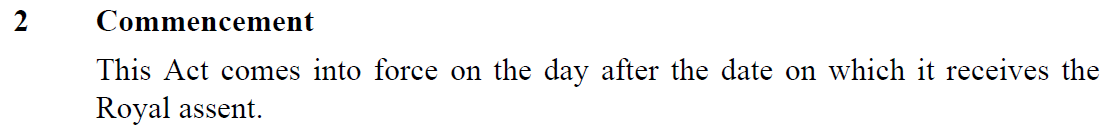 2 Commencement
This Act comes into force on the day after the date on which it receives the
Royal assent.